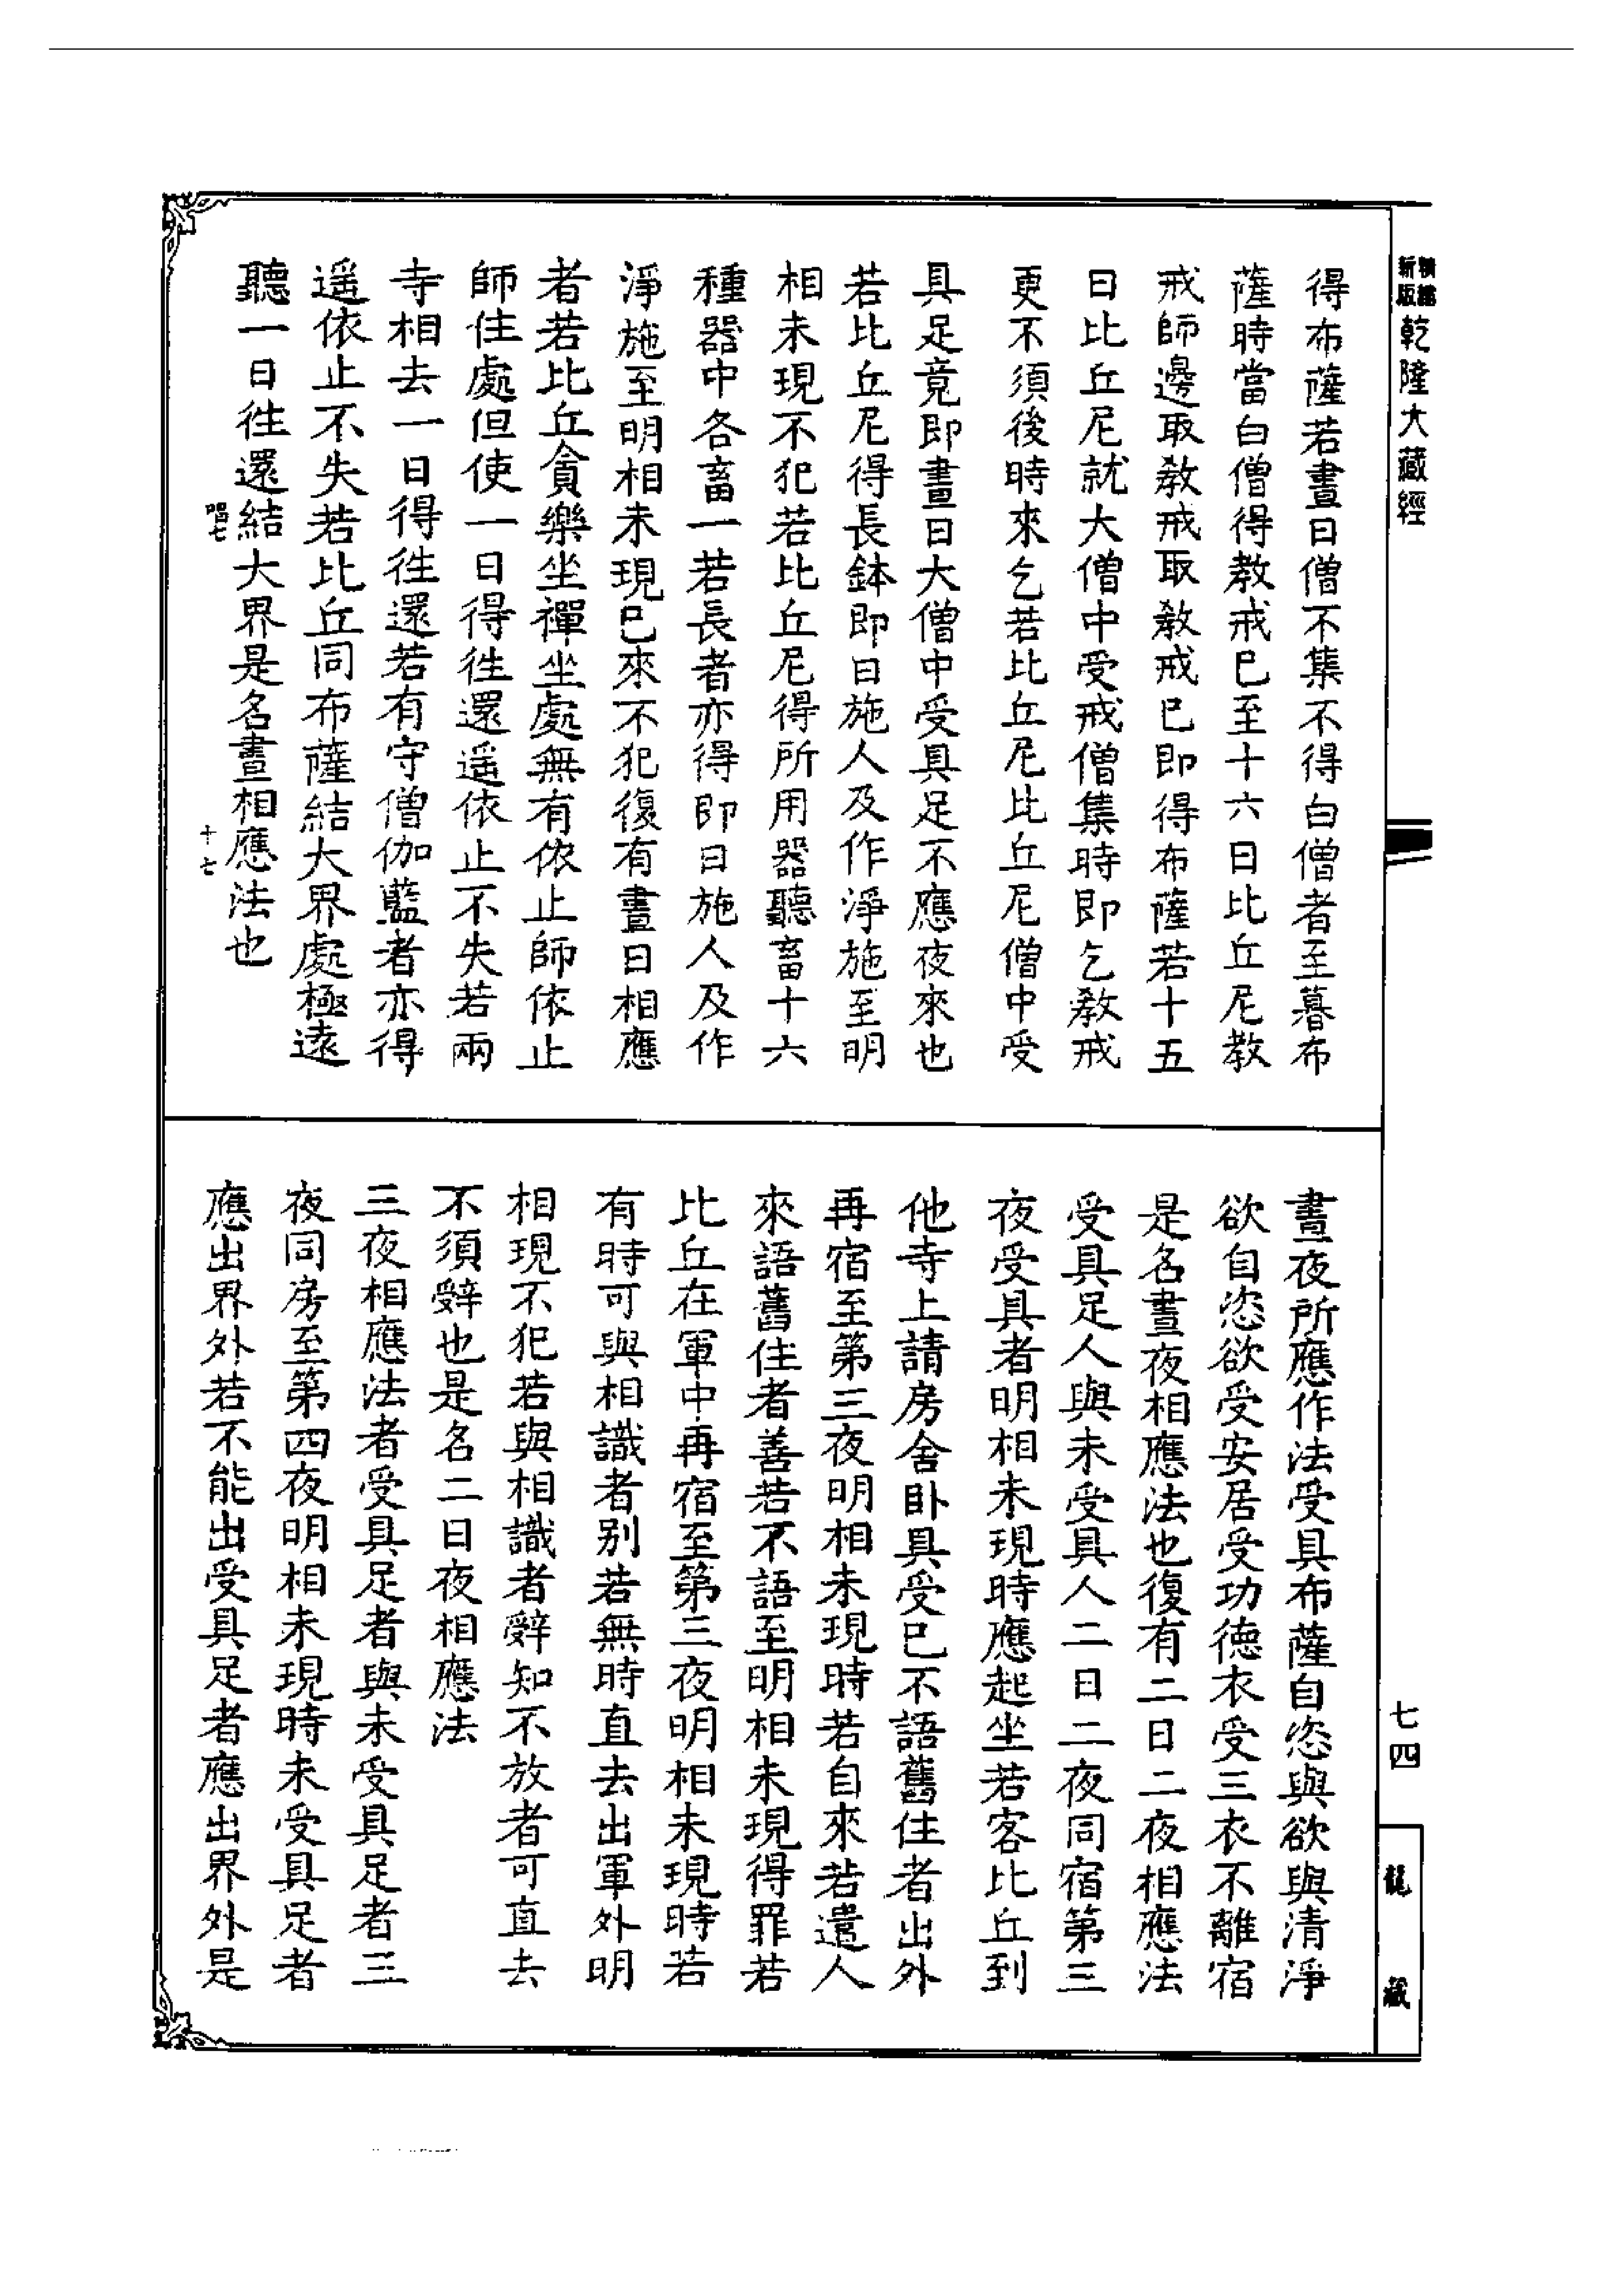 新版
精縮
乾隆大藏經
得布薩若晝日僧不集不得白僧者至暮布
薩時當白僧得教戒已至十六日比丘尼教
戒師邊取教戒取教戒已即得布薩若十五
日比丘尼就大僧中受戒僧集時即乞教戒
更不須後時來乞若比丘尼比丘尼僧中受
具足竟即晝日大僧中受具足不應夜來也
若比丘尼得長鉢即日施人及作淨施至明
相未現不犯若比丘尼得所用器聽畜十六
種器中各畜一若長者亦得即日施人及作
淨施至明相未現已來不犯復有晝日相應
者若比丘貪樂坐禪坐處無有依止師依止
師住處但使一日得往還遥依止不失若兩
寺相去一日得往還若有守僧伽藍者亦得
遥依止不失若比丘同布薩結大界處極遠
聽一日往還結大界是名晝相應法也
十七
晝夜所應作法受具布薩自恣與欲與清淨
欲自恣欲受安居受功德衣受三衣不離宿
是名晝夜相應法也復有二日二夜相應法
受具足人與未受具人二日二夜同宿第三
夜受具者明相未現時應起坐若客比丘到
他寺上請房舍卧具受已不語舊住者出外
再宿至第三夜明相未現時若自來若遣人
來語舊住者善若不語至明相未現得罪若
比丘在軍中再宿至第三夜明相未現時若
有時可與相識者别若無時直去出軍外明
相現不犯若與相識者辭知不放者可直去
不須辭也是名二日夜相應法
三夜相應法者受具足者與未受具足者三
夜同房至第四夜明相未現時未受具足者
應出界外若不能出受具足者應出界外是
七四
龍藏